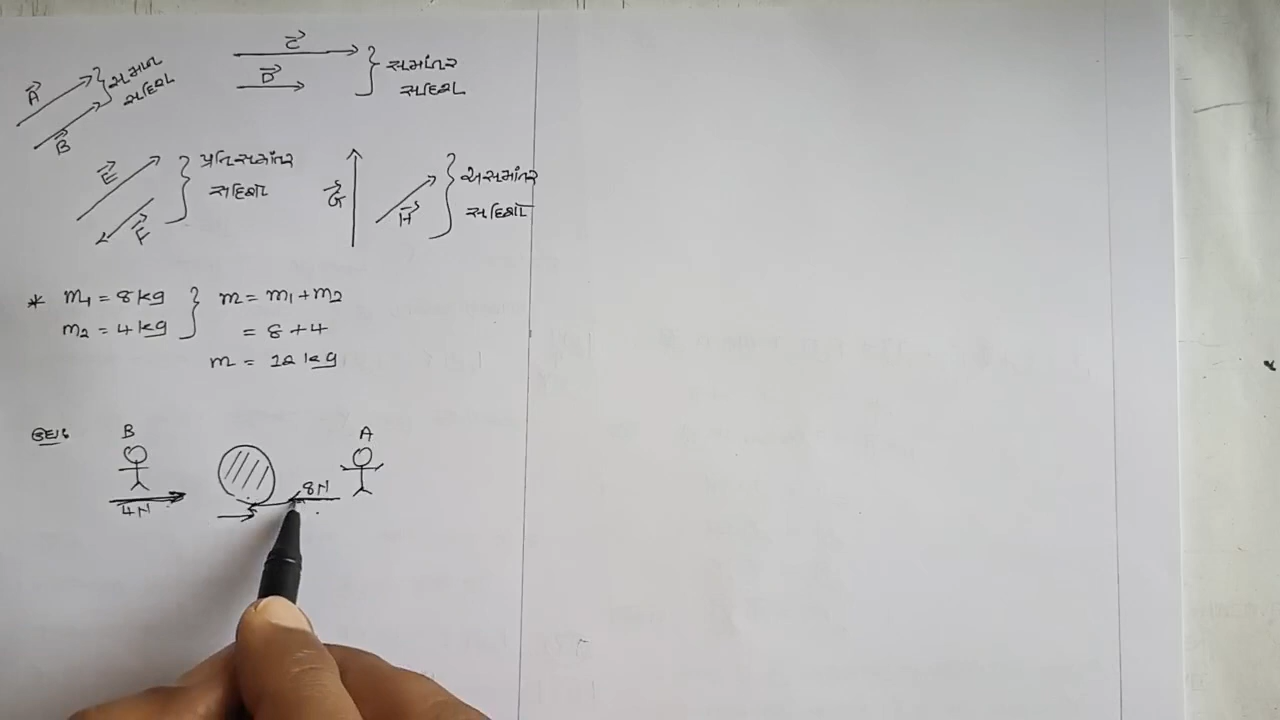 A⃗
B⃗
સમાન
સદિશ
C⃗
D⃗
સમાંતર
સદિશ
E⃗
F⃗
પ્રતિસમાંતર
સદિશો
G⃗
H⃗
અસમાંતર
સદિશો
* m₁ = 8 kg
m₂ = 4 kg
m = m₁ + m₂
= 8 + 4
m = 12 kg
B
A
4N
8N